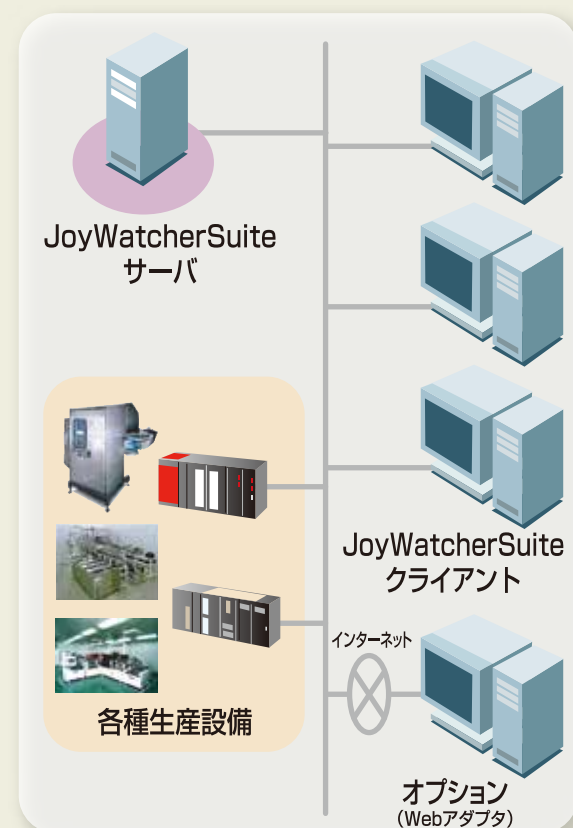 JoyWatcherSuite
サーバ
JoyWatcherSuite
クライアント
インターネット
各種生産設備
オプション
（Webアダプタ）